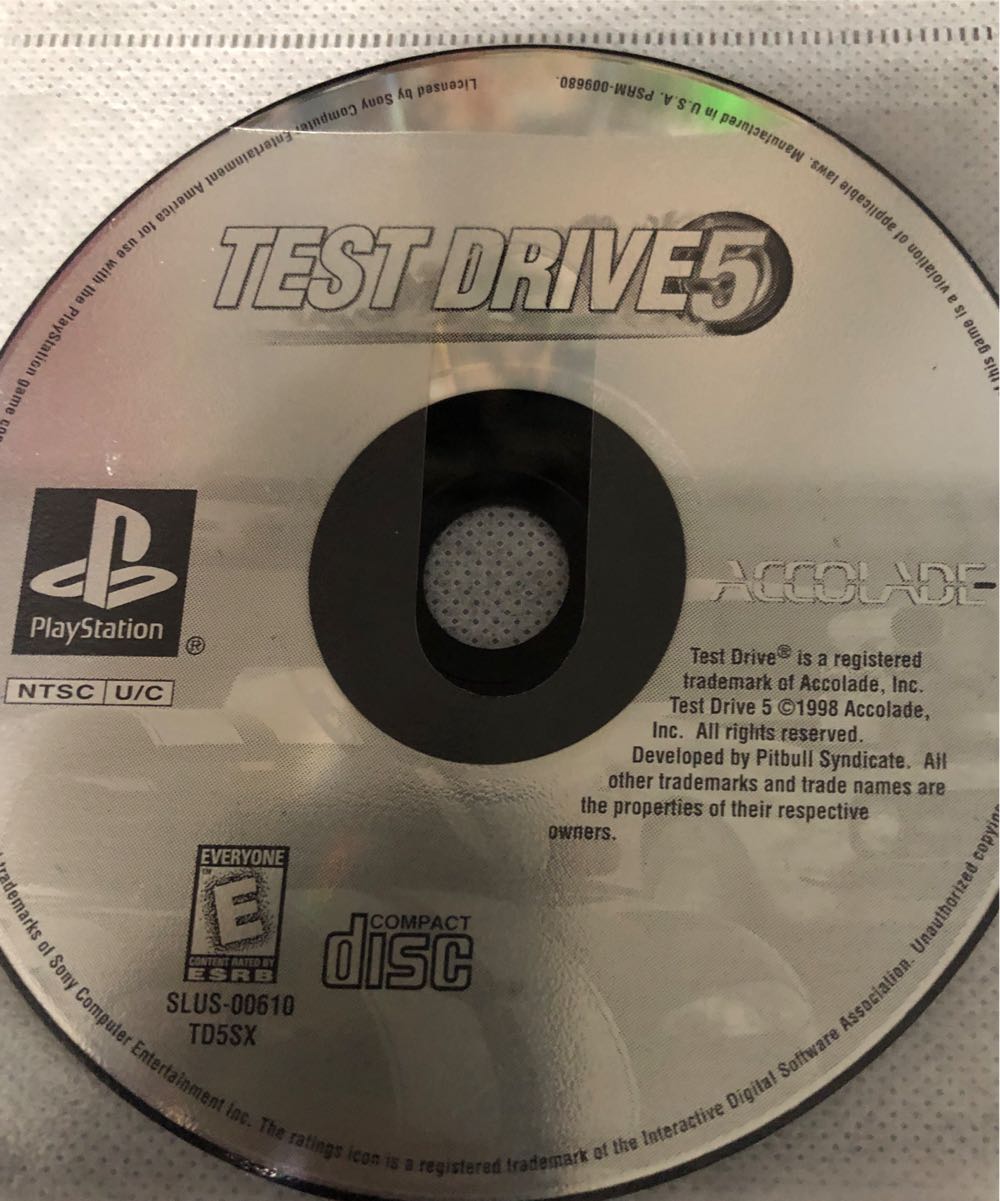 TEST DRIVE 5
PlayStation ®
NTSC U/C
ACCOLADE
Test Drive® is a registered
trademark of Accolade, Inc.
Test Drive 5 ©1998 Accolade,
Inc. All rights reserved.
Developed by Pitbull Syndicate. All
other trademarks and trade names are
the properties of their respective
owners.
EVERYONE
E
™
CONTENT RATED BY
ESRB
SLUS-00610
TD5SX
COMPACT
disc
Licensed by Sony Computer Entertainment America for use with the PlayStation game
trademarks of Sony Computer Entertainment Inc. The ratings icon is a registered trademark of the Interactive Digital Software Association. Unauthorized copying
this game is a violation of applicable laws. Manufactured in U.S.A. PSRM-009680.